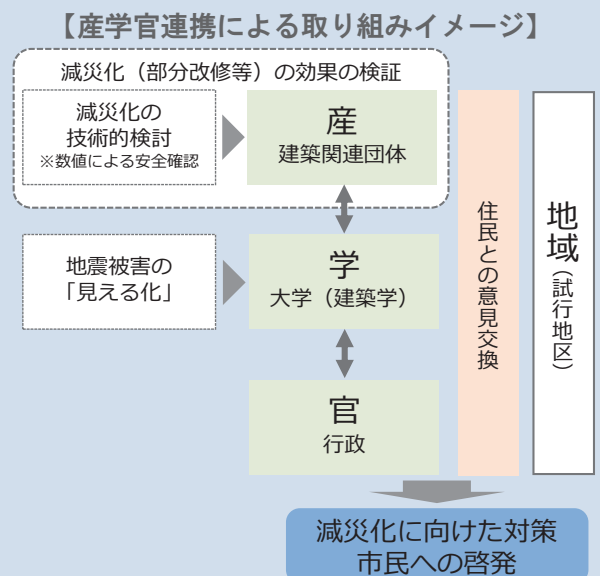 【産学官連携による取り組みイメージ】
減災化（部分改修等）の効果の検証
減災化の
技術的検討
※数値による安全確認
産
建築関連団体
地震被害の
「見える化」
学
大学（建築学）
官
行政
住民との意見交換
地域（試行地区）
減災化に向けた対策
市民への啓発